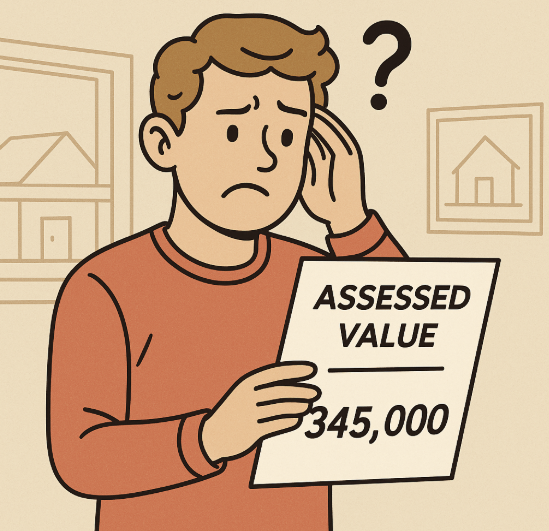 ?
ASSESSED
VALUE
345,000